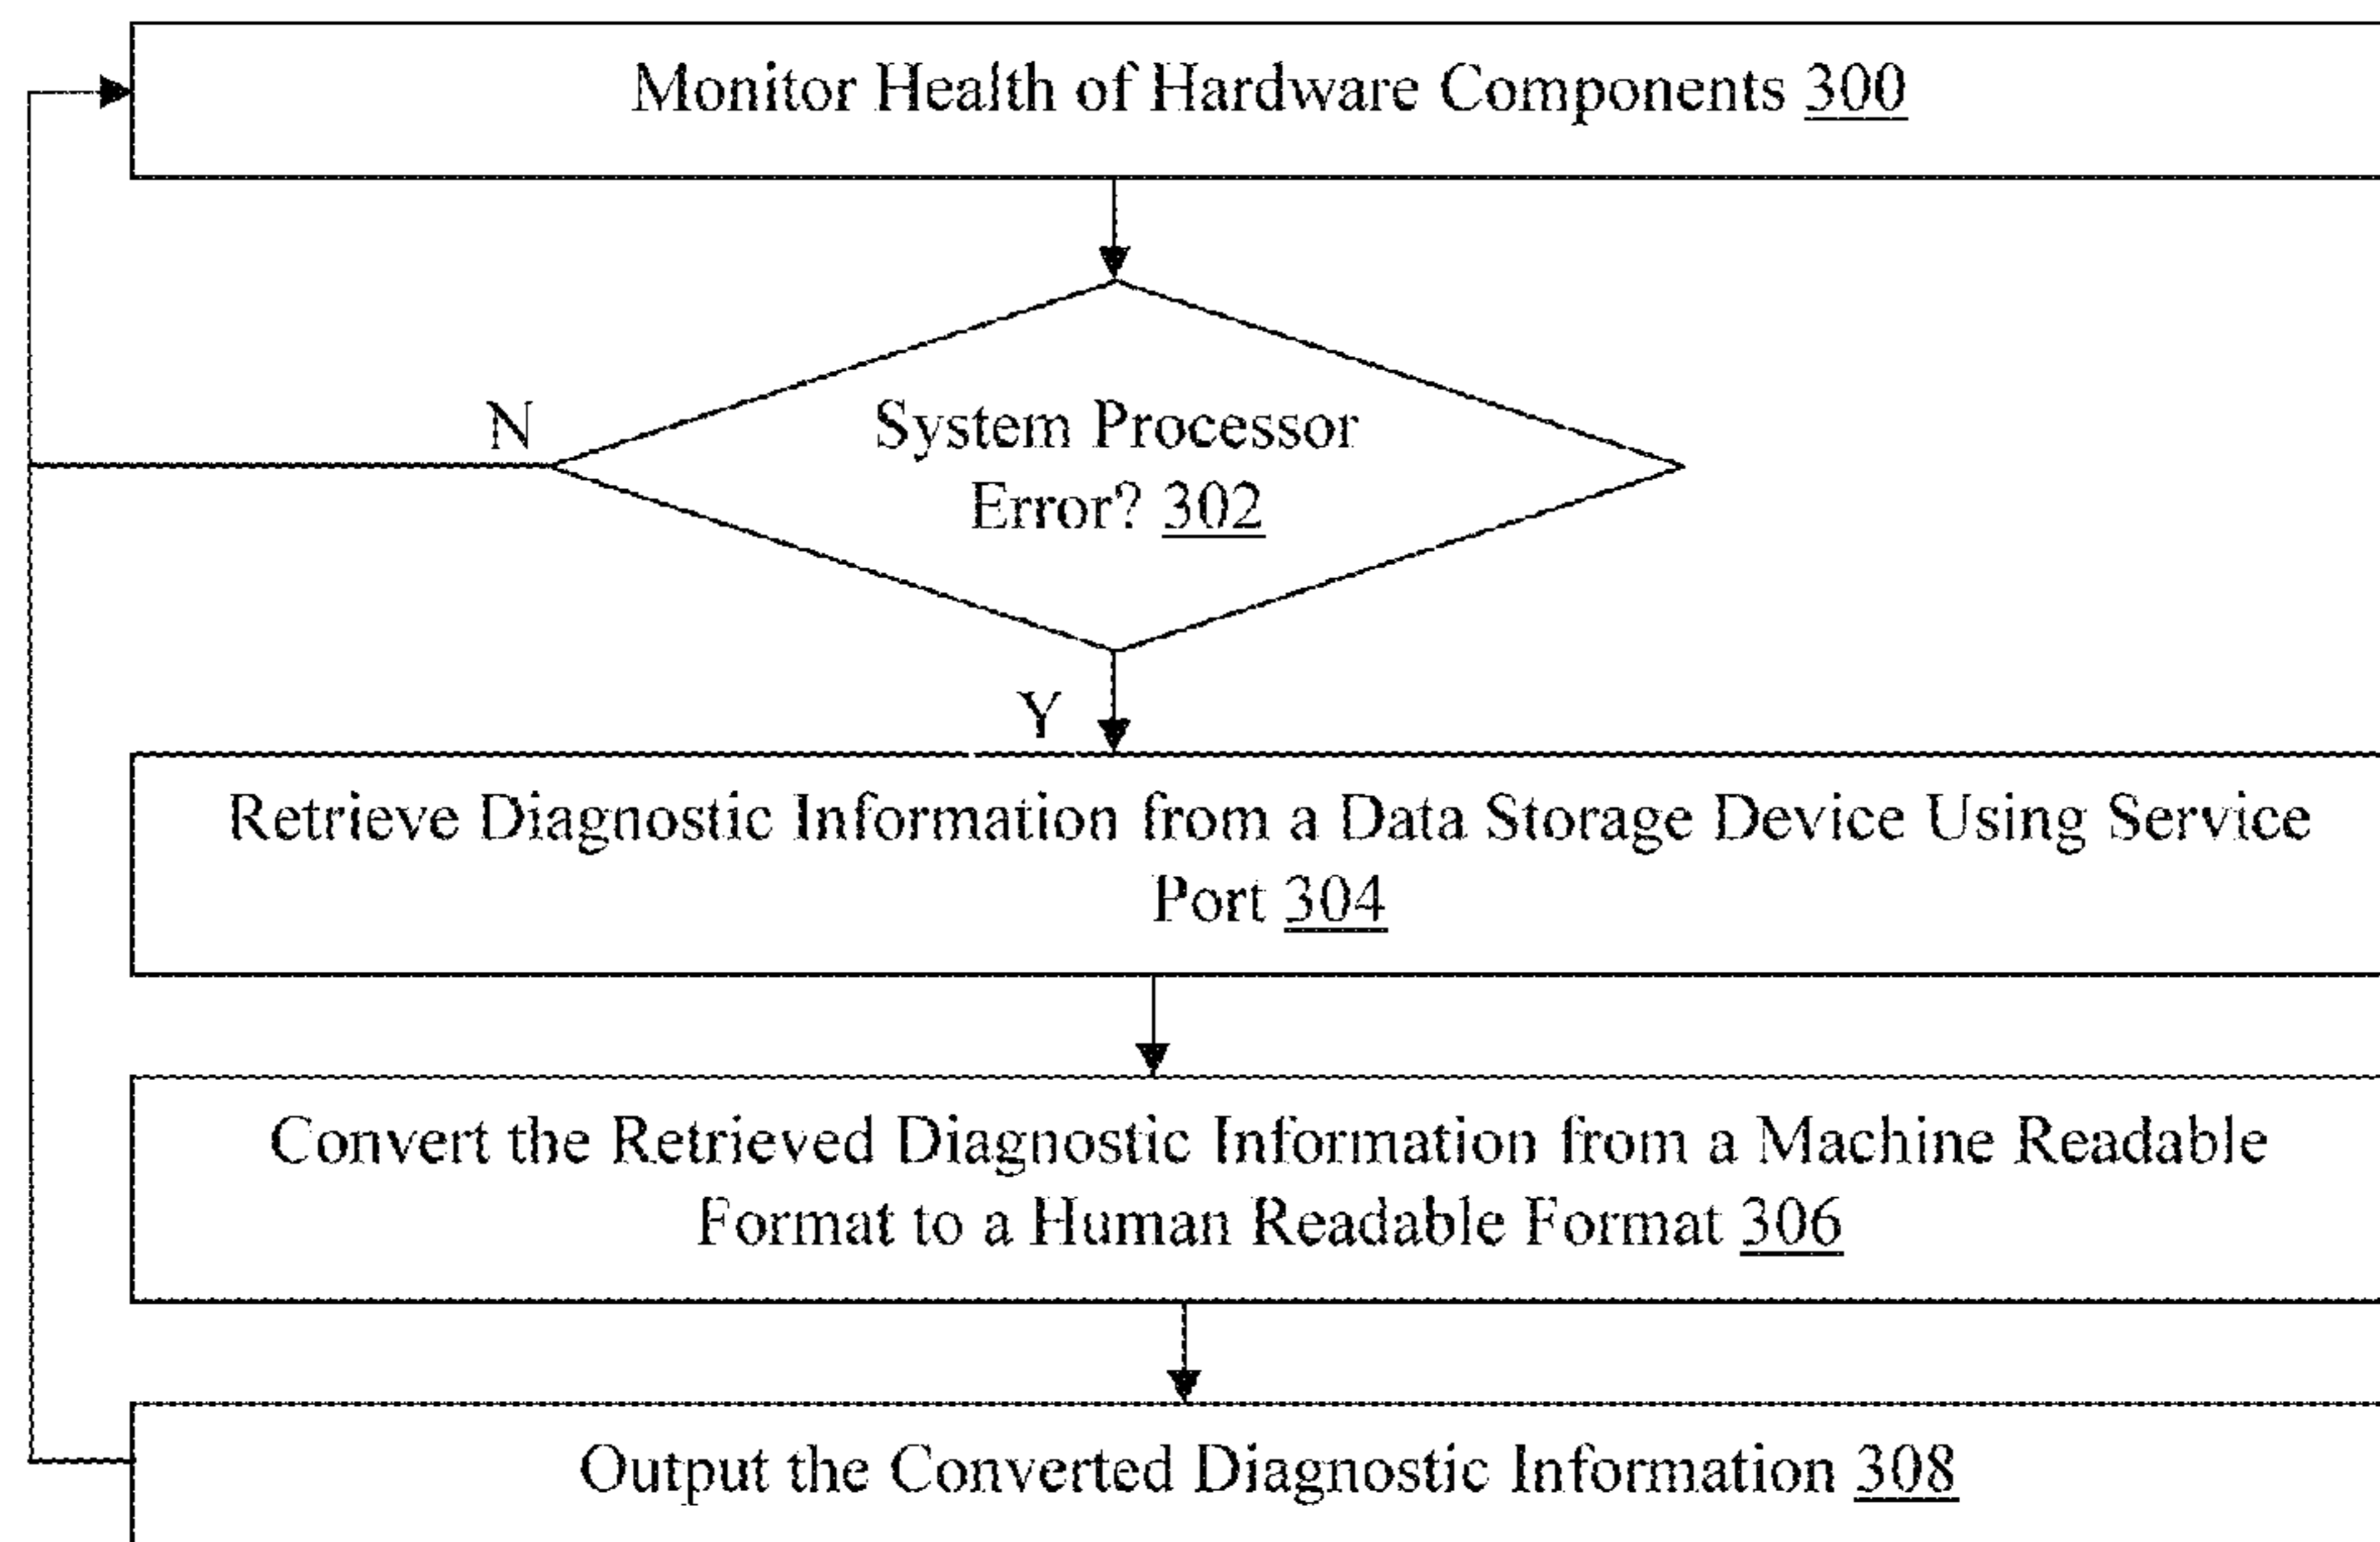 Monitor Health of Hardware Components 300
N
System Processor
Error? 302
Y
Retrieve Diagnostic Information from a Data Storage Device Using Service
Port 304
Convert the Retrieved Diagnostic Information from a Machine Readable
Format to a Human Readable Format 306
Output the Converted Diagnostic Information 308